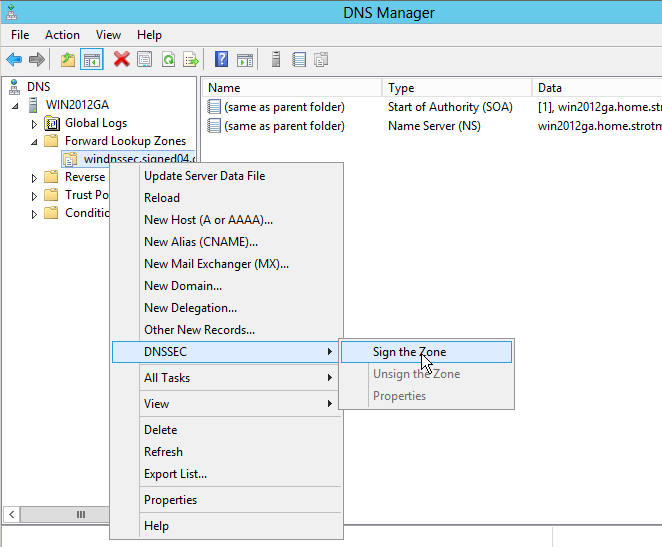 DNS Manager
File Action View Help
DNS
WIN2012GA
Global Logs
Forward Lookup Zones
windnssec.signed04.
Reverse
Trust Po
Conditio
Name Type Data
(same as parent folder) Start of Authority (SOA) [1], win2012ga.home.stro
(same as parent folder) Name Server (NS) win2012ga.home.strotm
Update Server Data File
Reload
New Host (A or AAAA)...
New Alias (CNAME)...
New Mail Exchanger (MX)...
New Domain...
New Delegation...
Other New Records...
DNSSEC
All Tasks
View
Delete
Refresh
Export List...
Properties
Help
Sign the Zone
Unsign the Zone
Properties